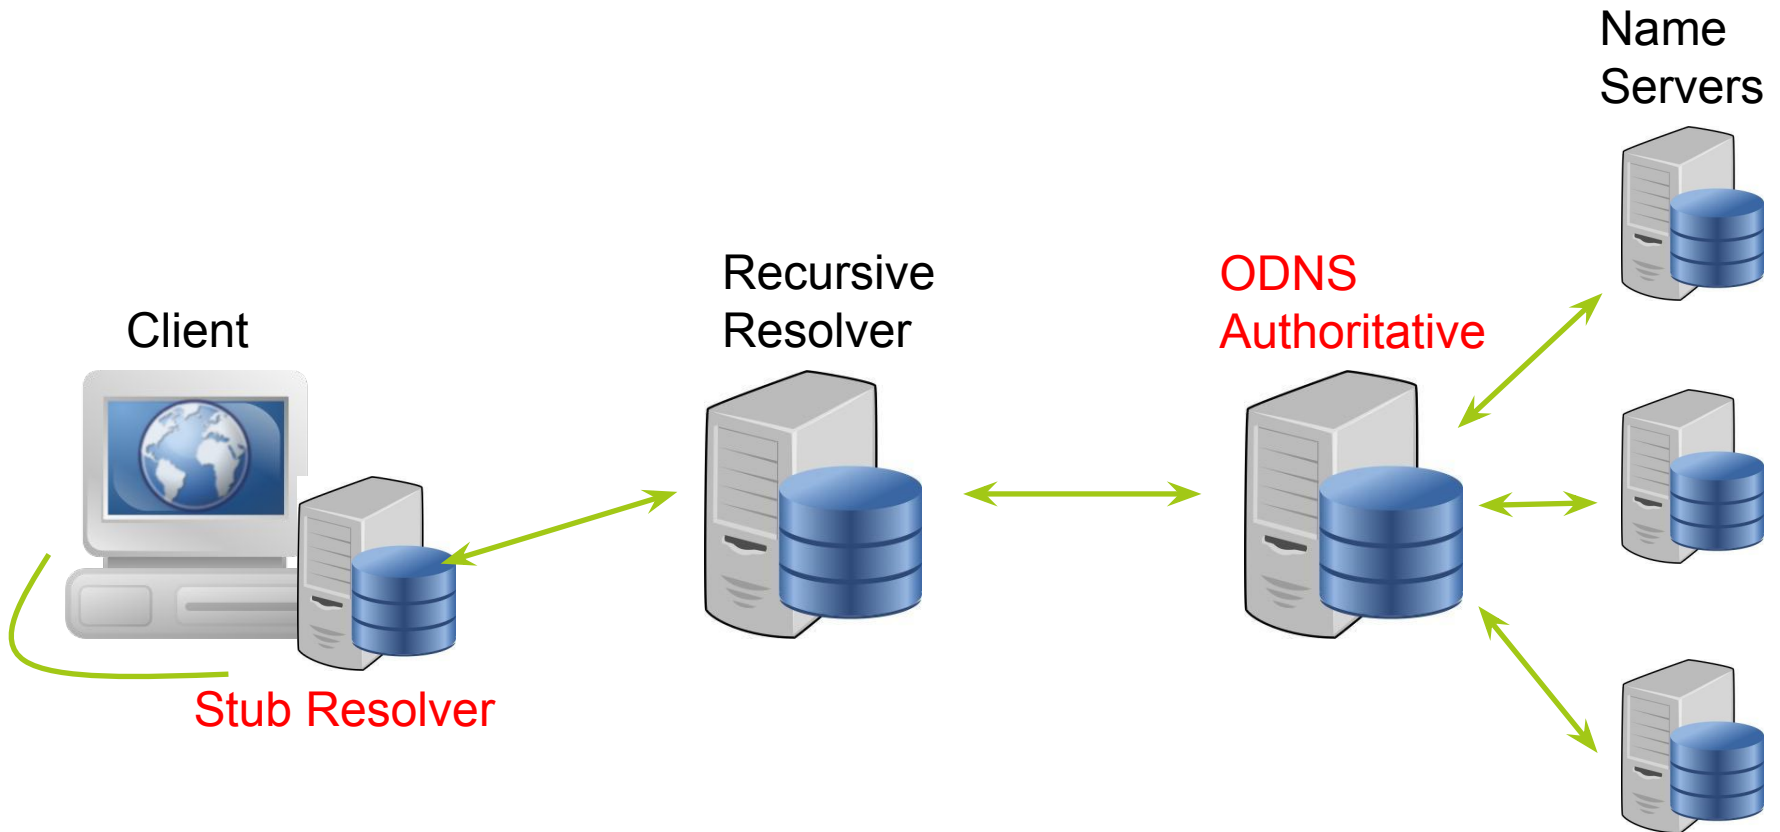 Name
Servers
Recursive
Resolver
ODNS
Authoritative
Client
Stub Resolver